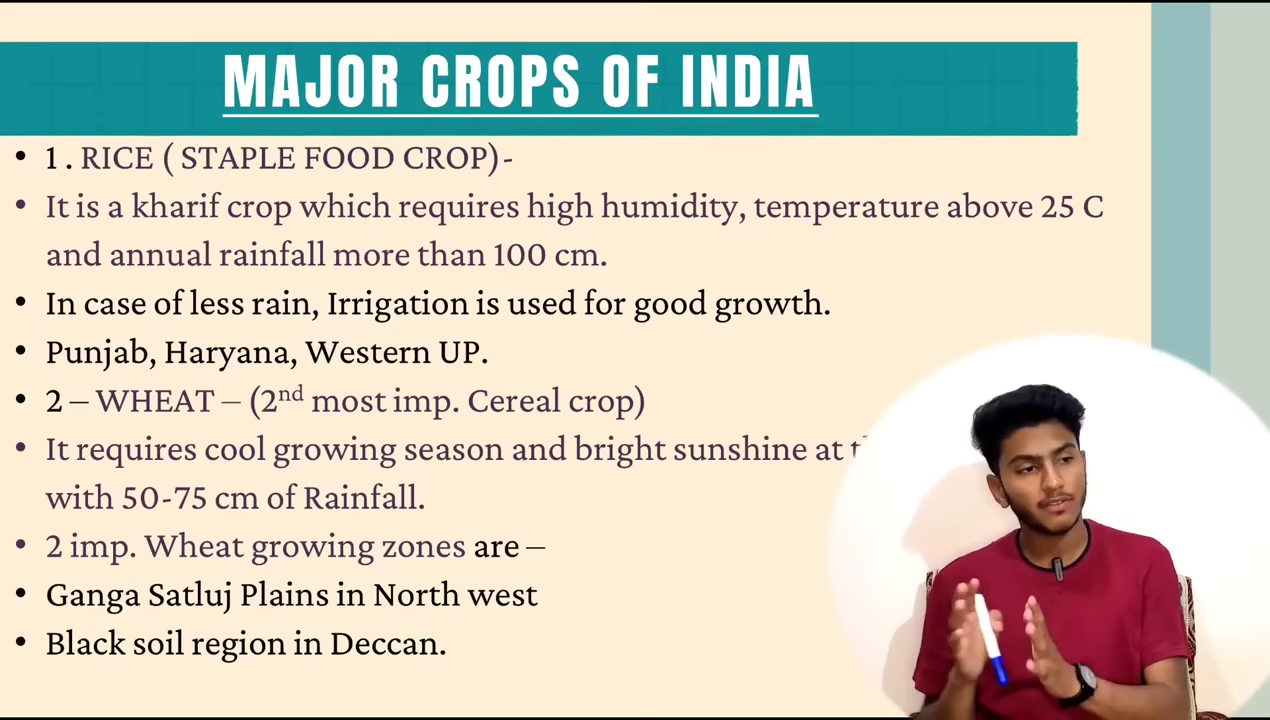 MAJOR CROPS OF INDIA
• 1 . RICE ( STAPLE FOOD CROP)-
• It is a kharif crop which requires high humidity, temperature above 25 C
and annual rainfall more than 100 cm.
• In case of less rain, Irrigation is used for good growth.
• Punjab, Haryana, Western UP.
• 2 – WHEAT – (2nd most imp. Cereal crop)
• It requires cool growing season and bright sunshine at
with 50-75 cm of Rainfall.
• 2 imp. Wheat growing zones are –
• Ganga Satluj Plains in North west
• Black soil region in Deccan.